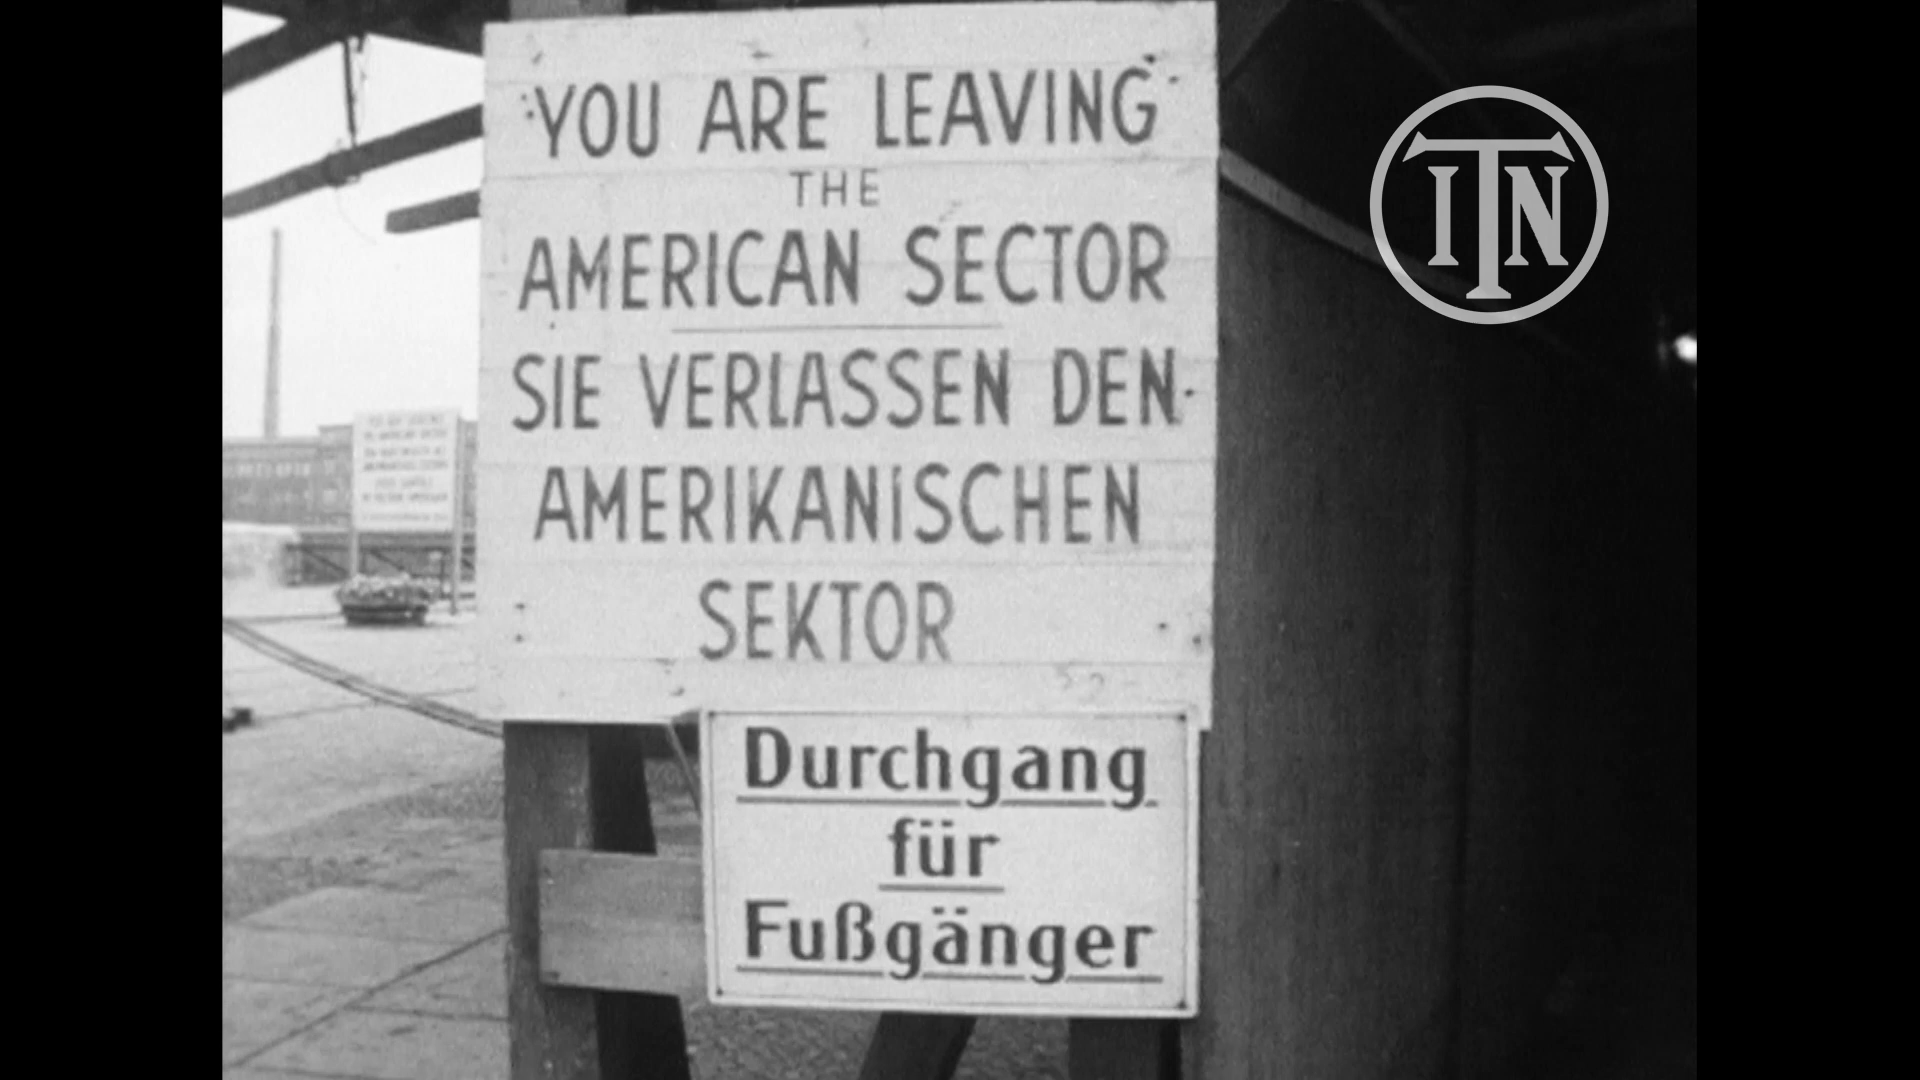 YOU ARE LEAVING
THE
AMERICAN SECTOR
SIE VERLASSEN DEN
AMERIKANISCHEN
SEKTOR
Durchgang
für
Fußgänger
ITN